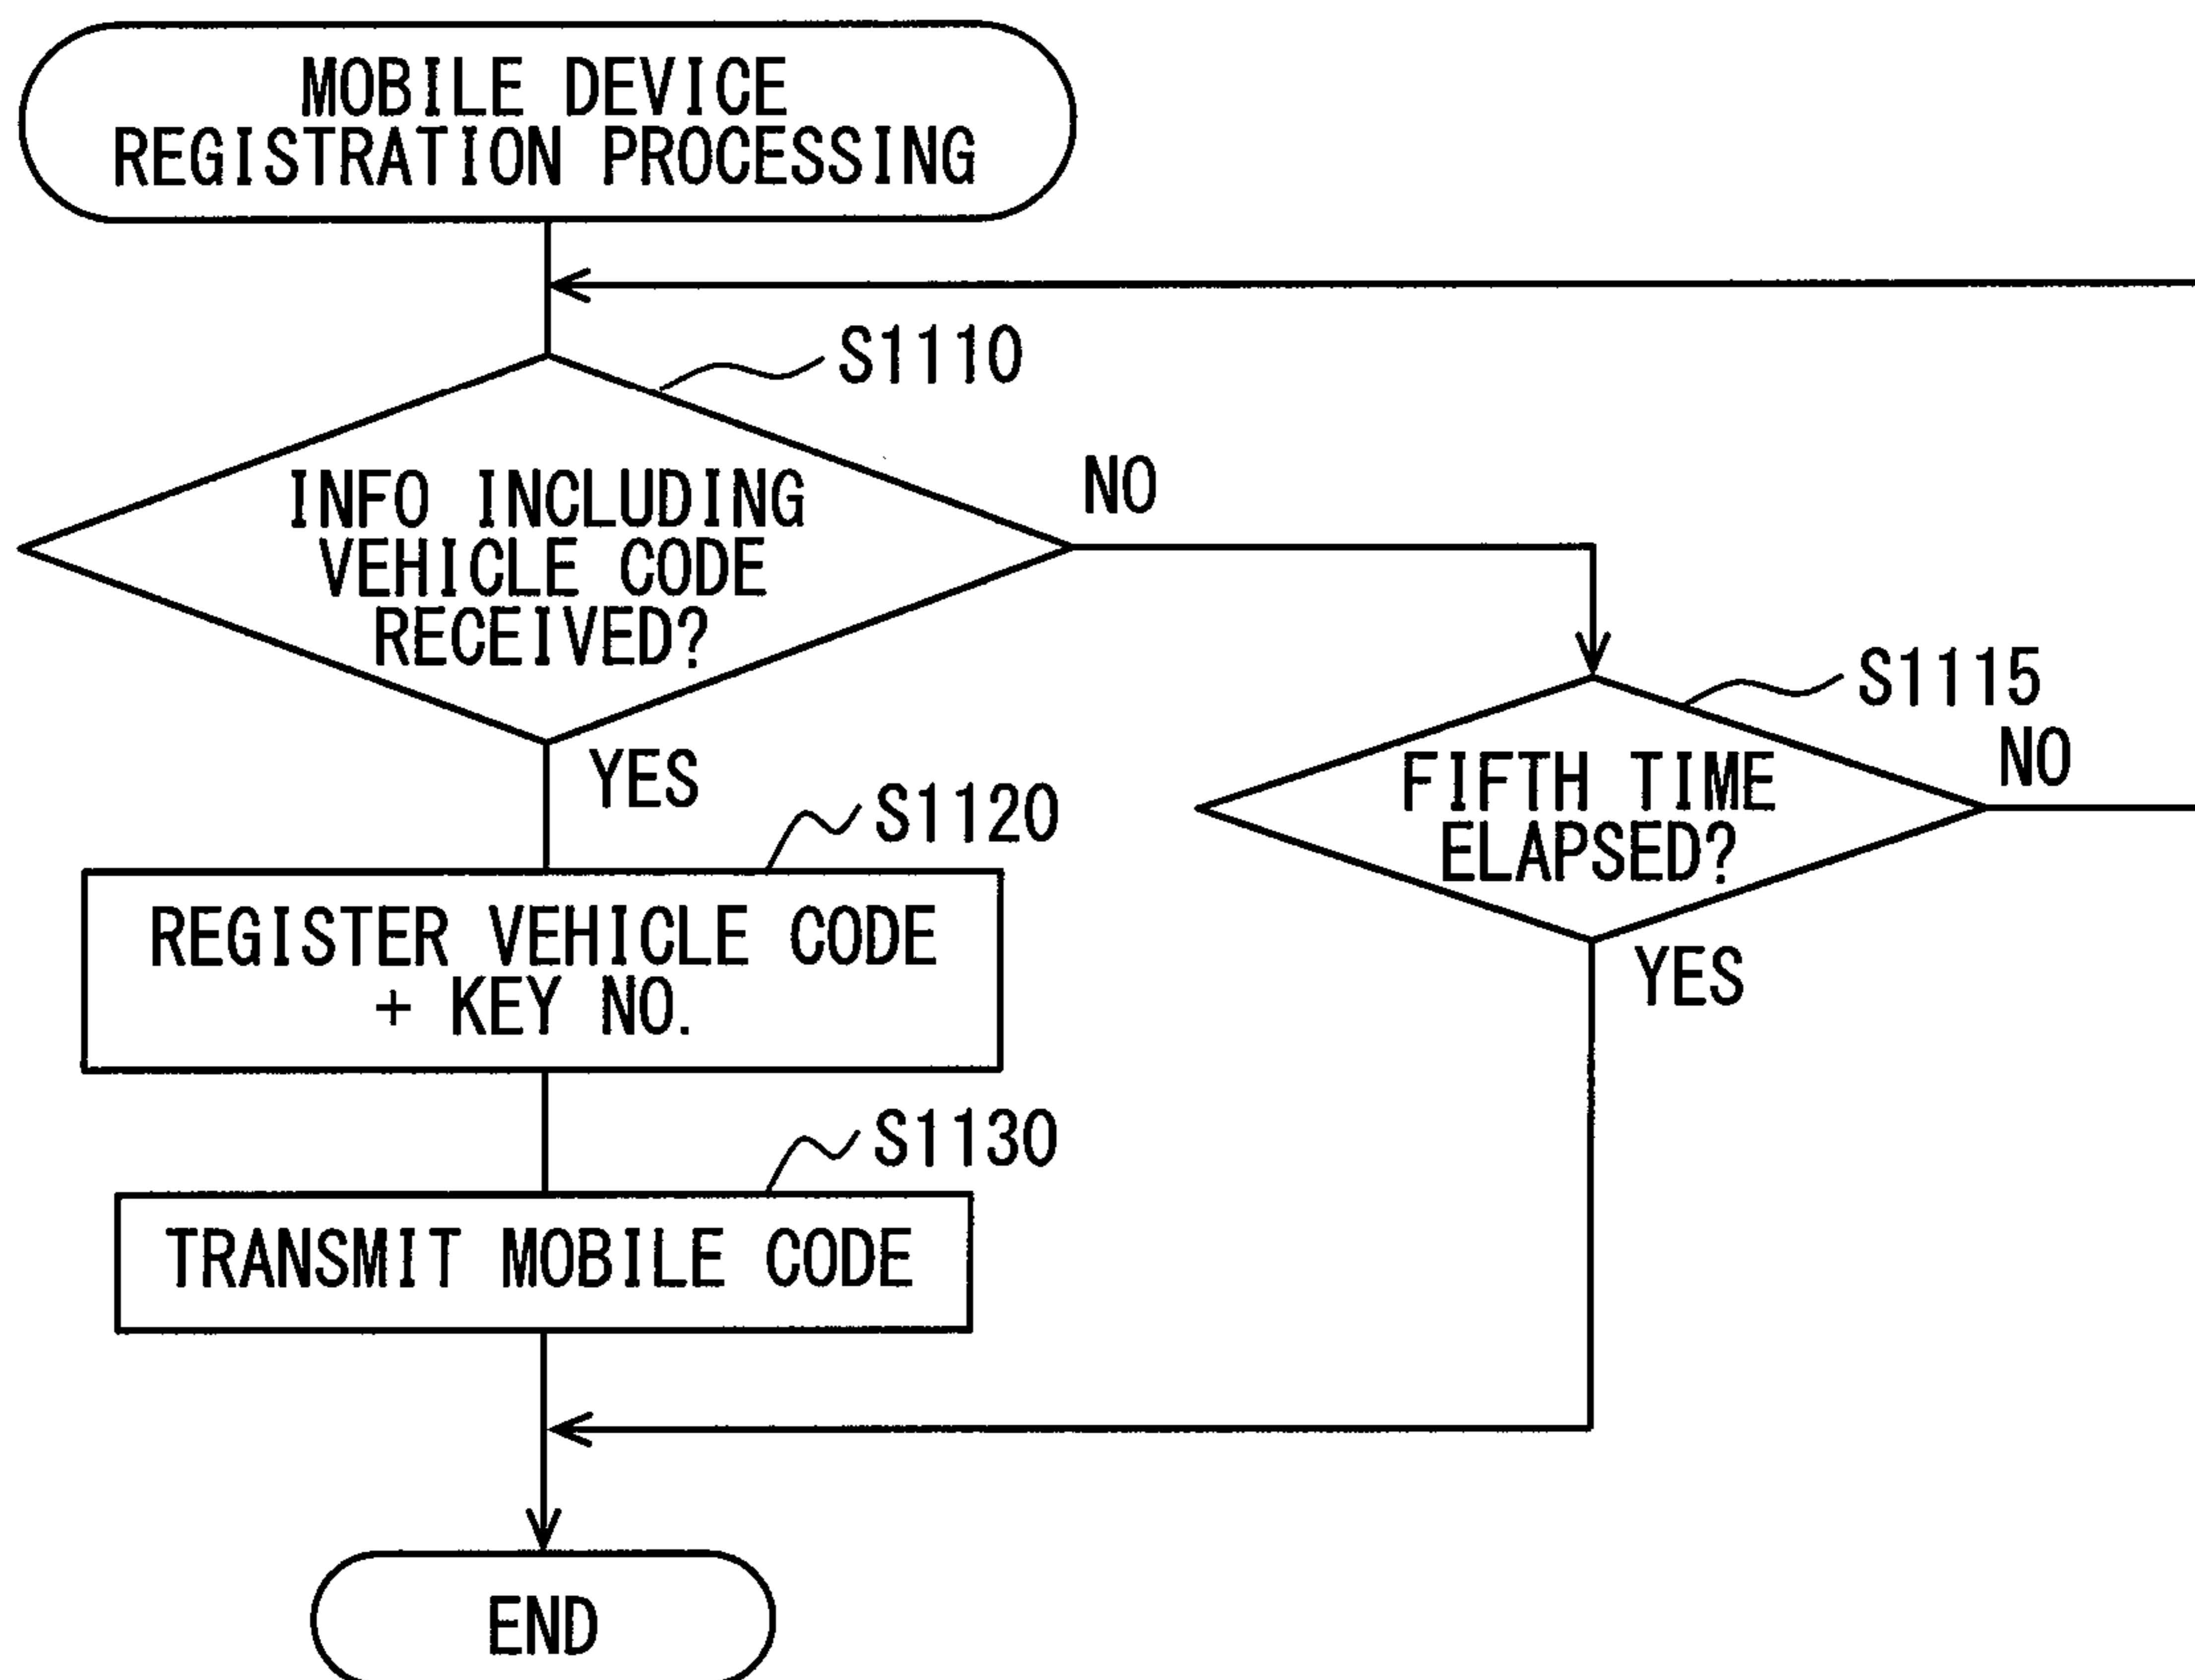 MOBILE DEVICE
REGISTRATION PROCESSING
S1110
INFO INCLUDING
VEHICLE CODE
RECEIVED?
NO
YES
S1115
FIFTH TIME
ELAPSED?
NO
YES
S1120
REGISTER VEHICLE CODE
+ KEY NO.
S1130
TRANSMIT MOBILE CODE
END